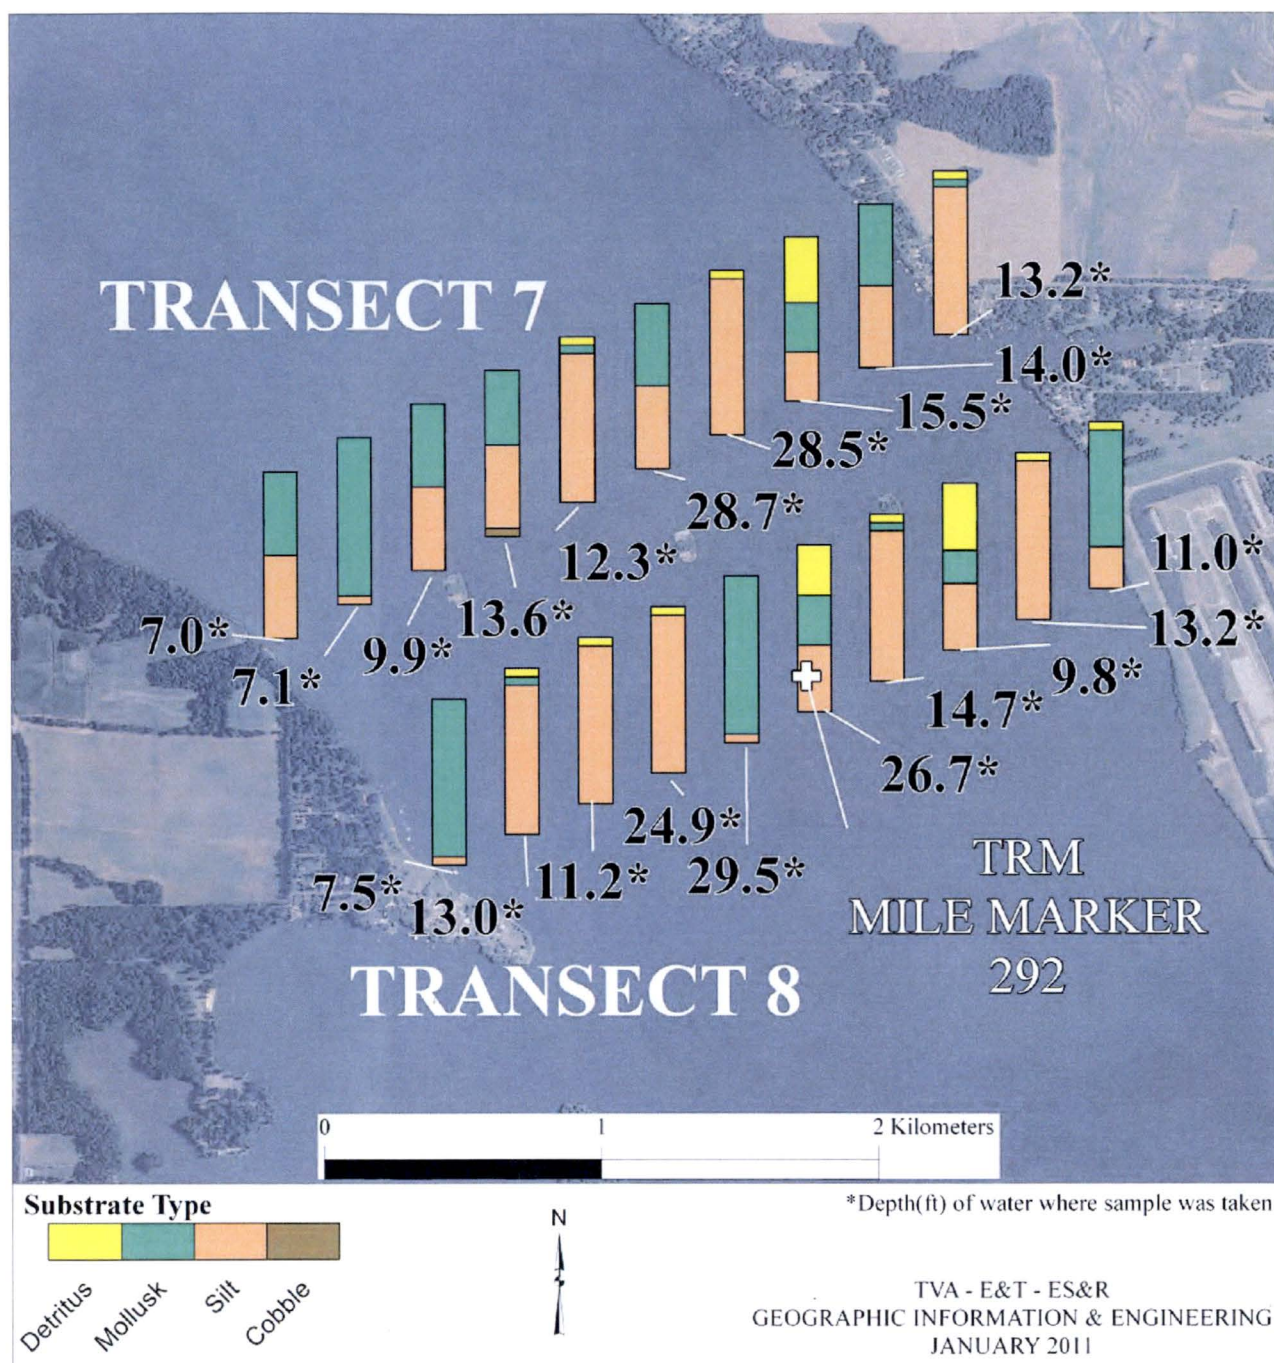 TRANSECT 7
13.2*
14.0*
15.5*
28.5*
28.7*
12.3*
13.6*
9.9*
7.1*
7.0*
11.0*
13.2*
9.8*
14.7*
26.7*
29.5*
24.9*
11.2*
13.0*
7.5*
TRM
MILE MARKER
292
TRANSECT 8
0 1 2 Kilometers
Substrate Type
Detritus
Mollusk
Silt
Cobble
N
*Depth(ft) of water where sample was taken
TVA - E&T - ES&R
GEOGRAPHIC INFORMATION & ENGINEERING
JANUARY 2011